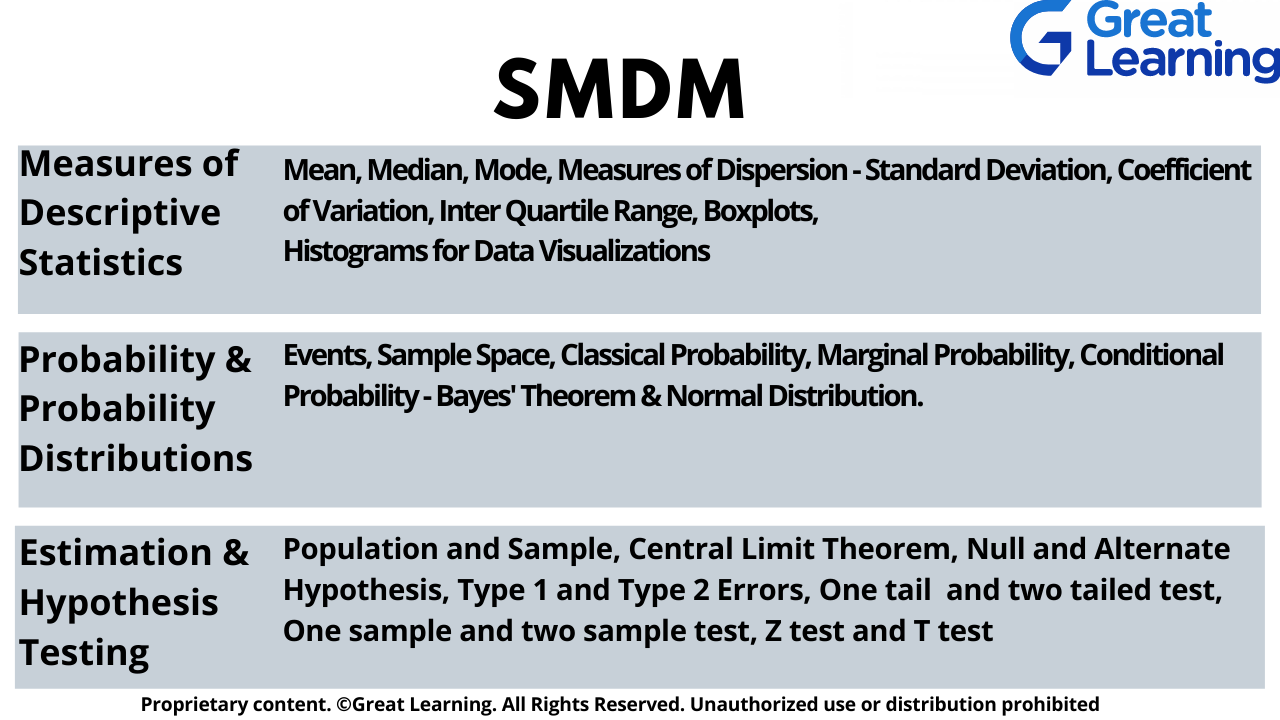 Great
Learning
SMDM
Measures of
Descriptive
Statistics
Mean, Median, Mode, Measures of Dispersion - Standard Deviation, Coefficient
of Variation, Inter Quartile Range, Boxplots,
Histograms for Data Visualizations
Probability &
Probability
Distributions
Events, Sample Space, Classical Probability, Marginal Probability, Conditional
Probability - Bayes' Theorem & Normal Distribution.
Estimation &
Hypothesis
Testing
Population and Sample, Central Limit Theorem, Null and Alternate
Hypothesis, Type 1 and Type 2 Errors, One tail  and two tailed test,
One sample and two sample test, Z test and T test
Proprietary content. ©Great Learning. All Rights Reserved. Unauthorized use or distribution prohibited